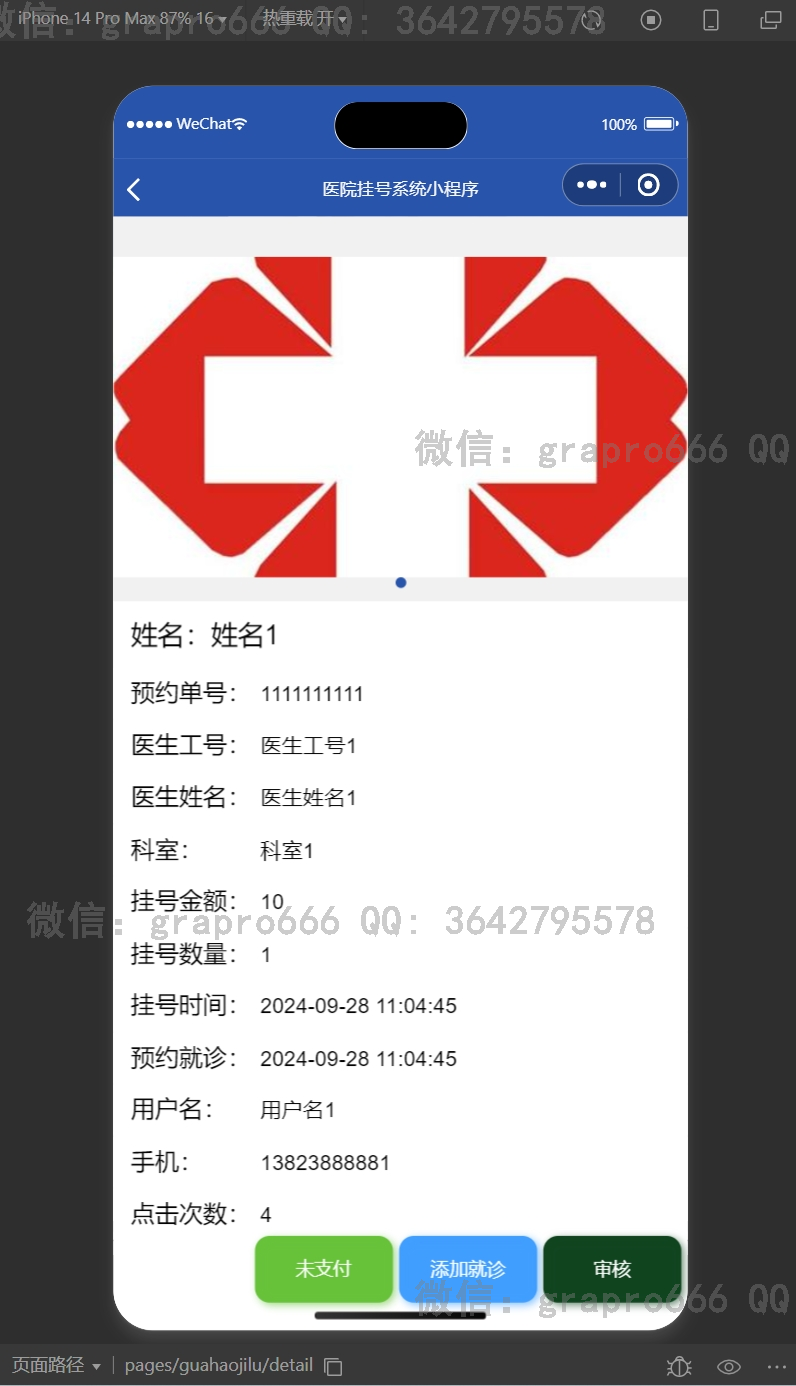 iPhone 14 Pro Max 87% 16 热重载 开
微信：grapro666 QQ：3642795578
WeChat 100%
医院挂号系统小程序
微信：grapro666 QQ
姓名：姓名1
预约单号： 1111111111
医生工号： 医生工号1
医生姓名： 医生姓名1
科室： 科室1
挂号金额： 10
微信：grapro666 QQ：3642795578
挂号数量： 1
挂号时间： 2024-09-28 11:04:45
预约就诊： 2024-09-28 11:04:45
用户名： 用户名1
手机： 13823888881
点击次数： 4
未支付 添加就诊 审核
微信：grapro666 QQ
页面路径 pages/guahaojilu/detail